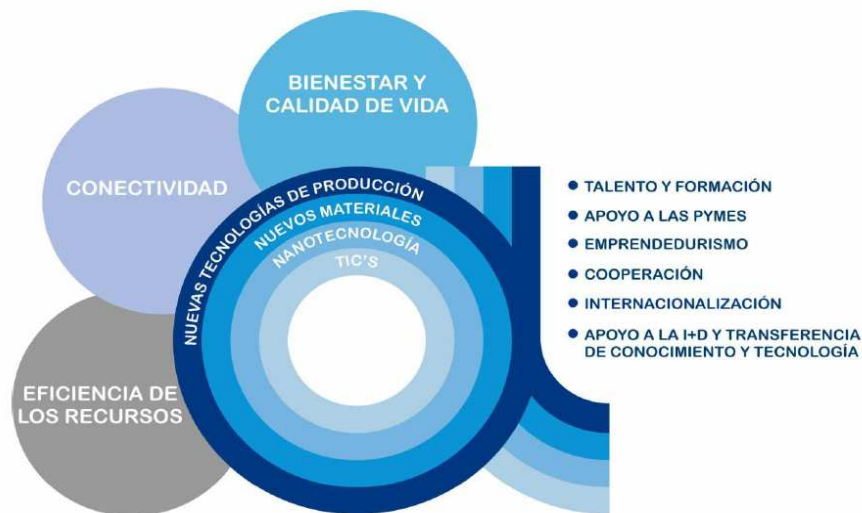 BIENESTAR Y
CALIDAD DE VIDA
CONECTIVIDAD
EFICIENCIA DE
LOS RECURSOS
NUEVAS TECNOLOGÍAS DE PRODUCCIÓN
NUEVOS MATERIALES
NANOTECNOLOGÍA
TIC'S
TALENTO Y FORMACIÓN
APOYO A LAS PYMES
EMPRENDEDURISMO
COOPERACIÓN
INTERNACIONALIZACIÓN
APOYO A LA I+D Y TRANSFERENCIA
DE CONOCIMIENTO Y TECNOLOGÍA